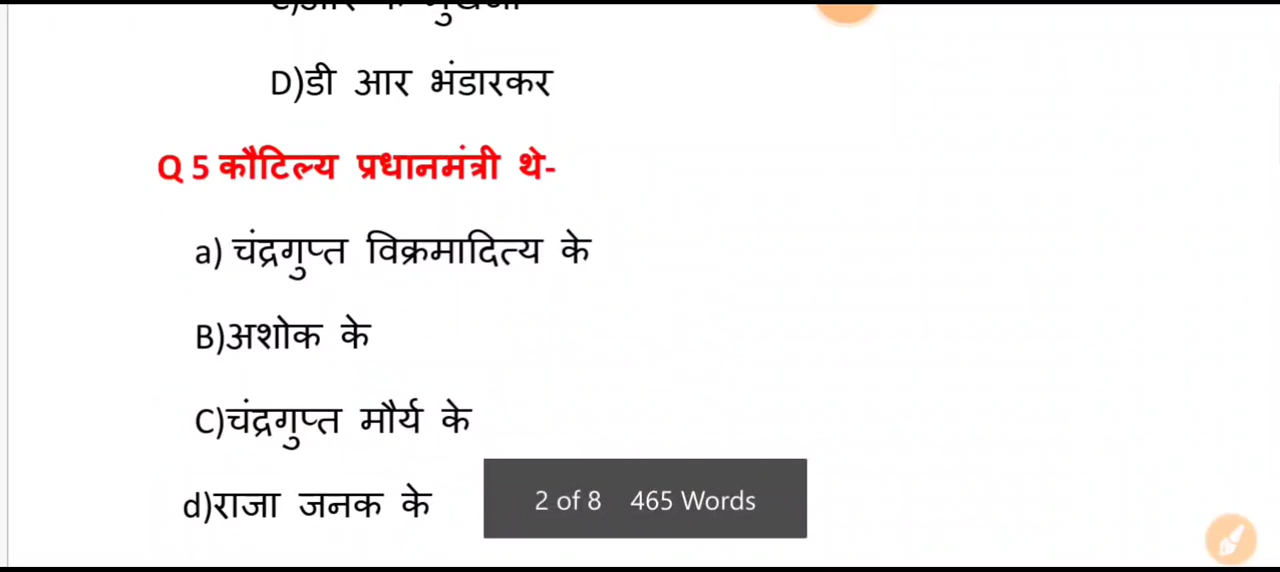 D)डी आर भंडारकर
Q 5 कौटिल्य प्रधानमंत्री थे-
a) चंद्रगुप्त विक्रमादित्य के
B)अशोक के
C)चंद्रगुप्त मौर्य के
d)राजा जनक के
2 of 8 465 Words